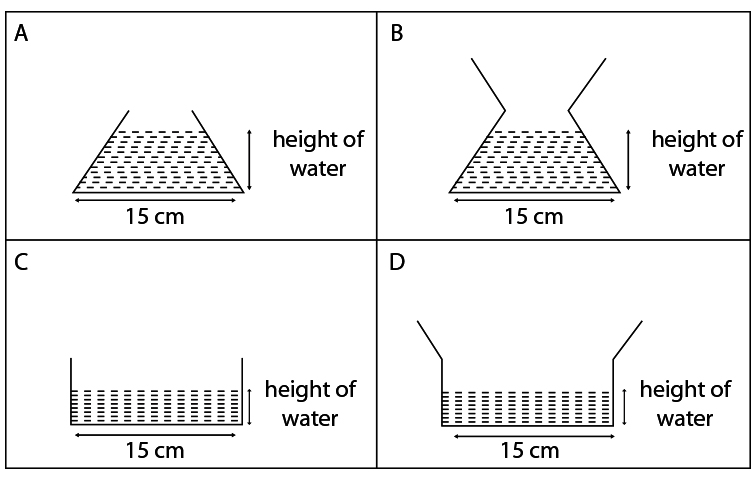 A
height of
water
15 cm
B
height of
water
15 cm
C
height of
water
15 cm
D
height of
water
15 cm